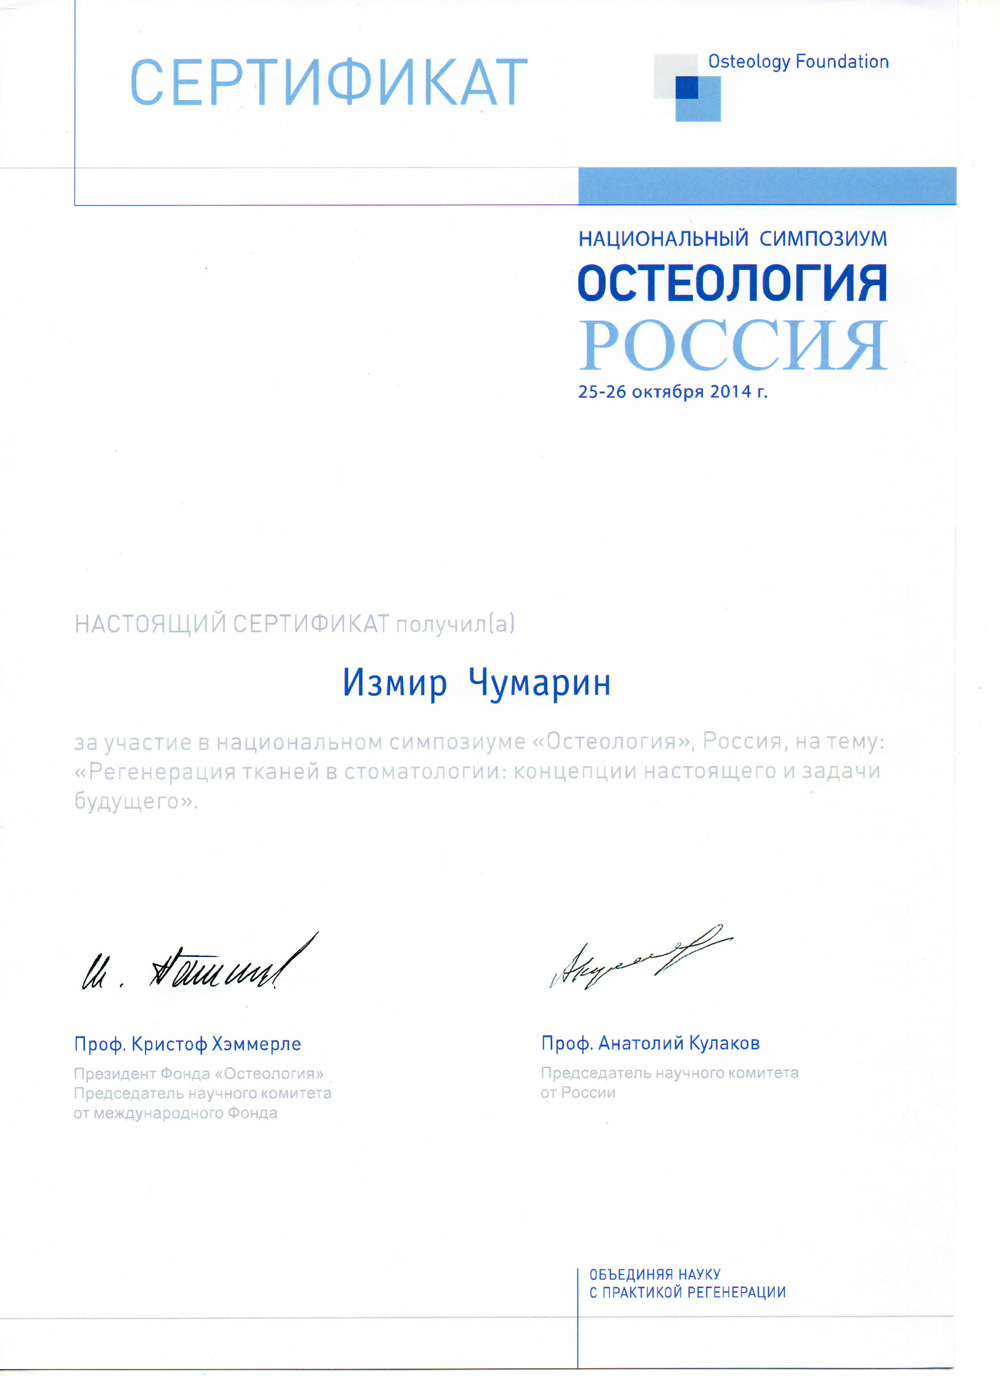 СЕРТИФИКАТ
Osteology Foundation
НАЦИОНАЛЬНЫЙ СИМПОЗИУМ
ОСТЕОЛОГИЯ
РОССИЯ
25-26 октября 2014 г.
НАСТОЯЩИЙ СЕРТИФИКАТ получил(а)
Измир Чумарин
за участие в национальном симпозиуме «Остеология», Россия, на тему:
«Регенерация тканей в стоматологии: концепции настоящего и задачи
будущего».
Проф. Кристоф Хэммерле
Президент Фонда «Остеология»
Председатель научного комитета
от международного Фонда
Проф. Анатолий Кулаков
Председатель научного комитета
от России
ОБЪЕДИНЯЯ НАУКУ
С ПРАКТИКОЙ РЕГЕНЕРАЦИИ